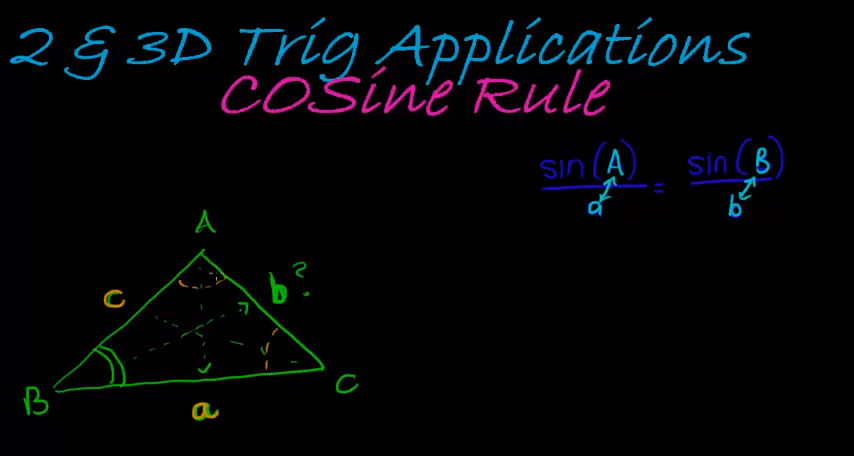 2 & 3D Trig Applications
COSine Rule
sin(A) = sin(B)
a b
A
c b?
B C
a